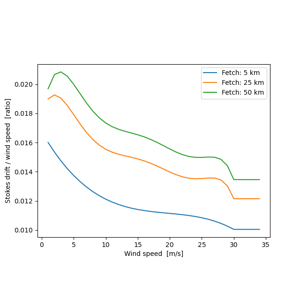 Fetch: 5 km
Fetch: 25 km
Fetch: 50 km
Stokes drift / wind speed [ratio]
0.020
0.018
0.016
0.014
0.012
0.010
0 5 10 15 20 25 30 35
Wind speed [m/s]